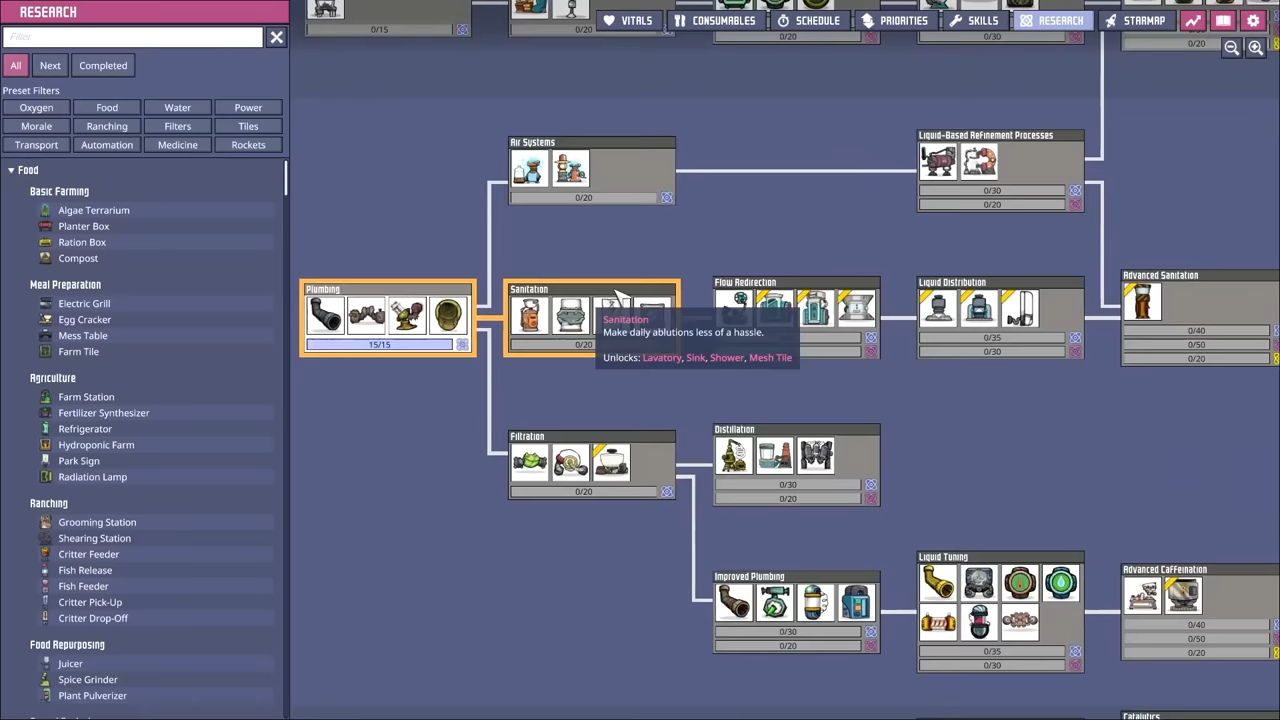 RESEARCH
VITALS
CONSUMABLES
SCHEDULE
PRIORITIES
SKILLS
RESEARCH
STARMAP
Filter
All
Next
Completed
Preset Filters
Oxygen
Food
Water
Power
Morale
Ranching
Filters
Tiles
Transport
Automation
Medicine
Rockets
Food
Basic Farming
Algae Terrarium
Planter Box
Ration Box
Compost
Meal Preparation
Electric Grill
Egg Cracker
Mess Table
Farm Tile
Agriculture
Farm Station
Fertilizer Synthesizer
Refrigerator
Hydroponic Farm
Park Sign
Radiation Lamp
Ranching
Grooming Station
Shearing Station
Critter Feeder
Fish Release
Fish Feeder
Critter Pick-Up
Critter Drop-Off
Food Repurposing
Juicer
Spice Grinder
Plant Pulverizer
0/15
0/20
0/20
0/30
0/20
Air Systems
0/20
Liquid-Based Refinement Processes
0/30
0/20
Plumbing
15/15
Sanitation
0/20
Sanitation
Make daily ablutions less of a hassle.
Unlocks: Lavatory, Sink, Shower, Mesh Tile
Flow Redirection
Liquid Distribution
0/35
0/30
Advanced Sanitation
0/40
0/50
0/20
Filtration
0/20
Distillation
0/30
0/20
Improved Plumbing
0/30
0/20
Liquid Tuning
0/35
0/30
Advanced Caffeination
0/40
0/50
0/20
Catalytics